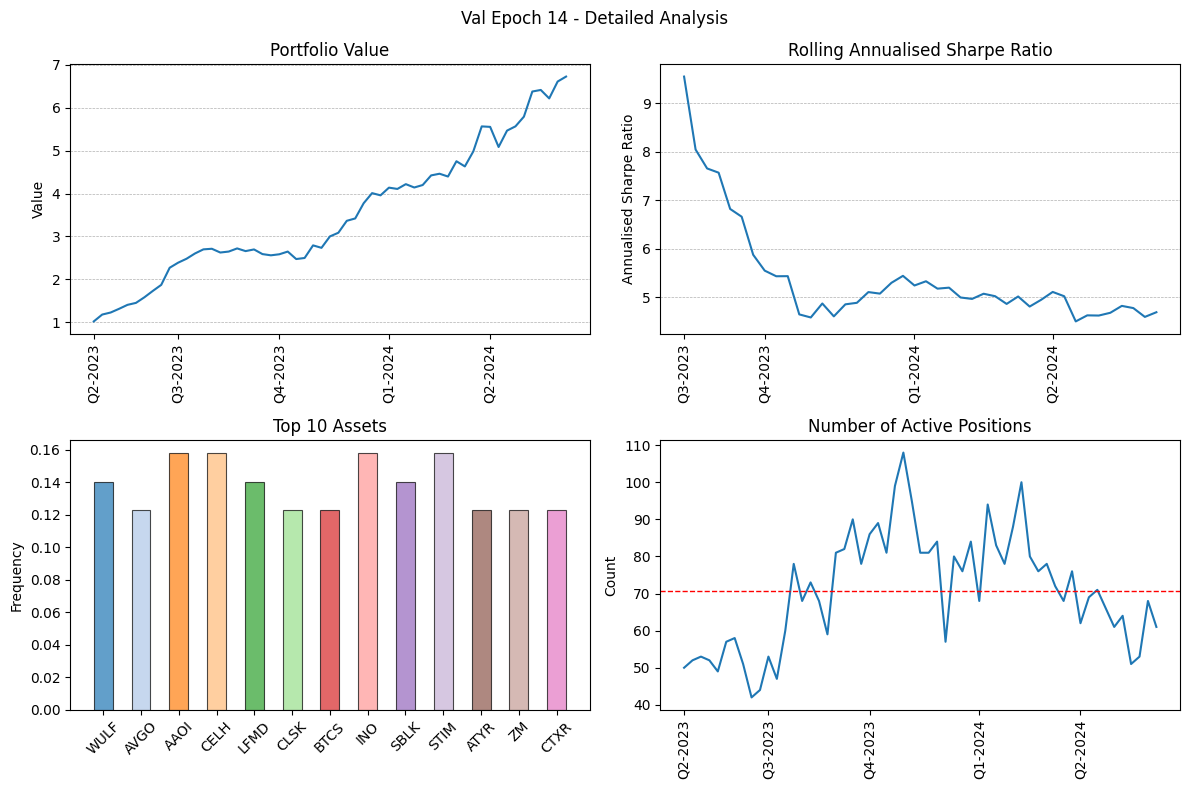 Val Epoch 14 - Detailed Analysis
Portfolio Value
Value
7
6
5
4
3
2
1
Q2-2023
Q3-2023
Q4-2023
Q1-2024
Q2-2024
Rolling Annualised Sharpe Ratio
Annualised Sharpe Ratio
9
8
7
6
5
Q3-2023
Q4-2023
Q1-2024
Q2-2024
Top 10 Assets
Frequency
0.16
0.14
0.12
0.10
0.08
0.06
0.04
0.02
0.00
WULF
AVGO
AAOI
CELH
LFMD
CLSK
BTCS
INO
SBLK
STIM
ATYR
ZM
CTXR
Number of Active Positions
Count
110
100
90
80
70
60
50
40
Q2-2023
Q3-2023
Q4-2023
Q1-2024
Q2-2024